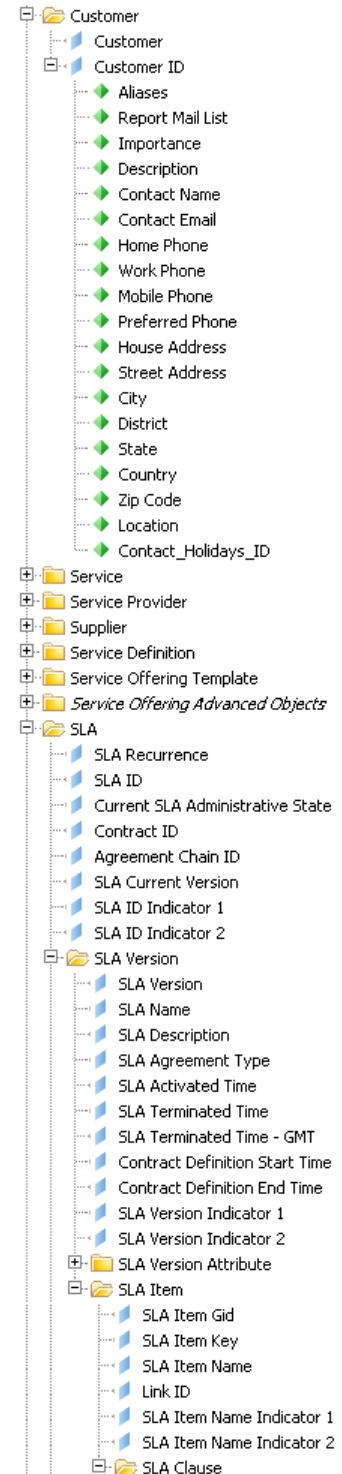 Customer
Customer
Customer ID
Aliases
Report Mail List
Importance
Description
Contact Name
Contact Email
Home Phone
Work Phone
Mobile Phone
Preferred Phone
House Address
Street Address
City
District
State
Country
Zip Code
Location
Contact_Holidays_ID
Service
Service Provider
Supplier
Service Definition
Service Offering Template
Service Offering Advanced Objects
SLA
SLA Recurrence
SLA ID
Current SLA Administrative State
Contract ID
Agreement Chain ID
SLA Current Version
SLA ID Indicator 1
SLA ID Indicator 2
SLA Version
SLA Version
SLA Name
SLA Description
SLA Agreement Type
SLA Activated Time
SLA Terminated Time
SLA Terminated Time - GMT
Contract Definition Start Time
Contract Definition End Time
SLA Version Indicator 1
SLA Version Indicator 2
SLA Version Attribute
SLA Item
SLA Item Gid
SLA Item Key
SLA Item Name
Link ID
SLA Item Name Indicator 1
SLA Item Name Indicator 2
SLA Clause